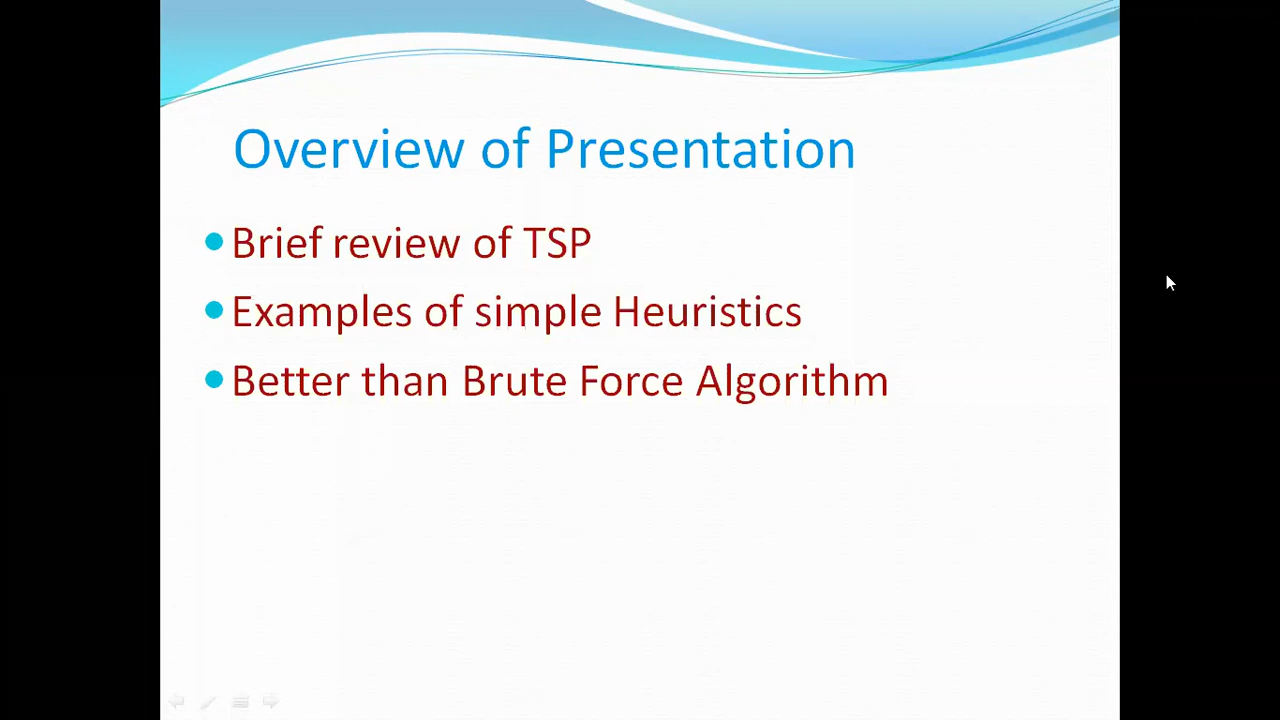 Overview of Presentation
Brief review of TSP
Examples of simple Heuristics
Better than Brute Force Algorithm